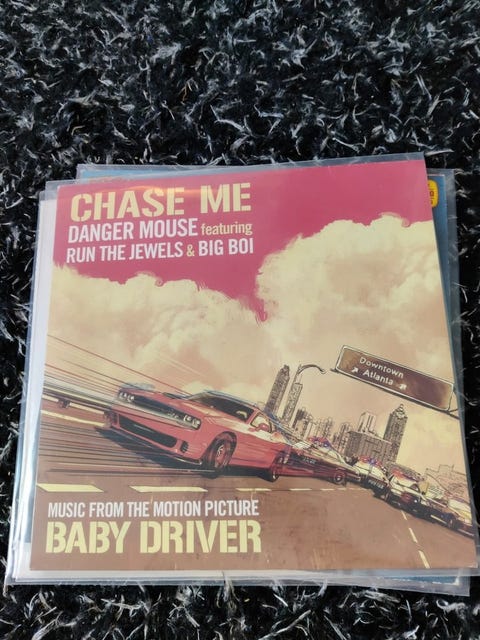 CHASE ME
DANGER MOUSE featuring
RUN THE JEWELS & BIG BOI
Downtown
Atlanta
MUSIC FROM THE MOTION PICTURE
BABY DRIVER